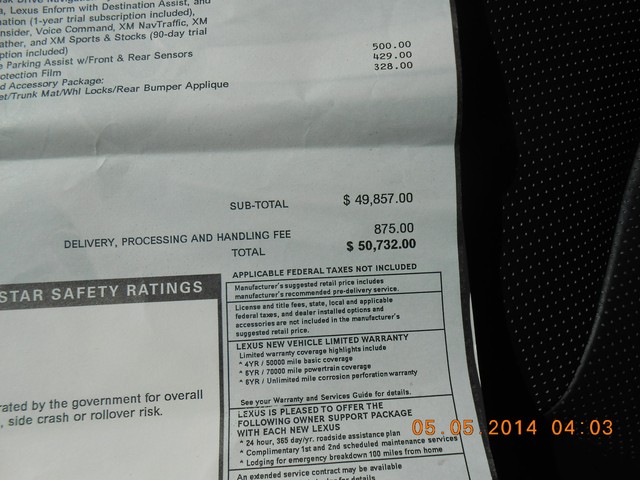 Lexus Enform with Destination Assist, and
(1-year trial subscription included),
Voice Command, XM NavTraffic, XM
and XM Sports & Stocks (90-day trial
included)
500.00
Parking Assist w/Front & Rear Sensors
429.00
Film
328.00
Accessory Package:
Mat/Whl Locks/Rear Bumper Applique
SUB-TOTAL $ 49,857.00
DELIVERY, PROCESSING AND HANDLING FEE 875.00
TOTAL $ 50,732.00
APPLICABLE FEDERAL TAXES NOT INCLUDED
STAR SAFETY RATINGS
Manufacturer's suggested retail price includes
manufacturer's recommended pre-delivery service.
License and title fees, state, local and applicable
federal taxes, and dealer installed options and
accessories are not included in the manufacturer's
suggested retail price.
LEXUS NEW VEHICLE LIMITED WARRANTY
Limited warranty coverage highlights include
* 4YR / 50000 mile basic coverage
* 6YR / 70000 mile powertrain coverage
* 6YR / Unlimited mile corrosion perforation warranty
See your Warranty and Services Guide for details.
rated by the government for overall
, side crash or rollover risk.
LEXUS IS PLEASED TO OFFER THE
FOLLOWING OWNER SUPPORT PACKAGE
WITH EACH NEW LEXUS
* 24 hour, 365 day/yr. roadside assistance plan
* Complimentary 1st and 2nd scheduled maintenance services
* Lodging for emergency breakdown 100 miles from home
An extended service contract may be available
05.05.2014 04:03